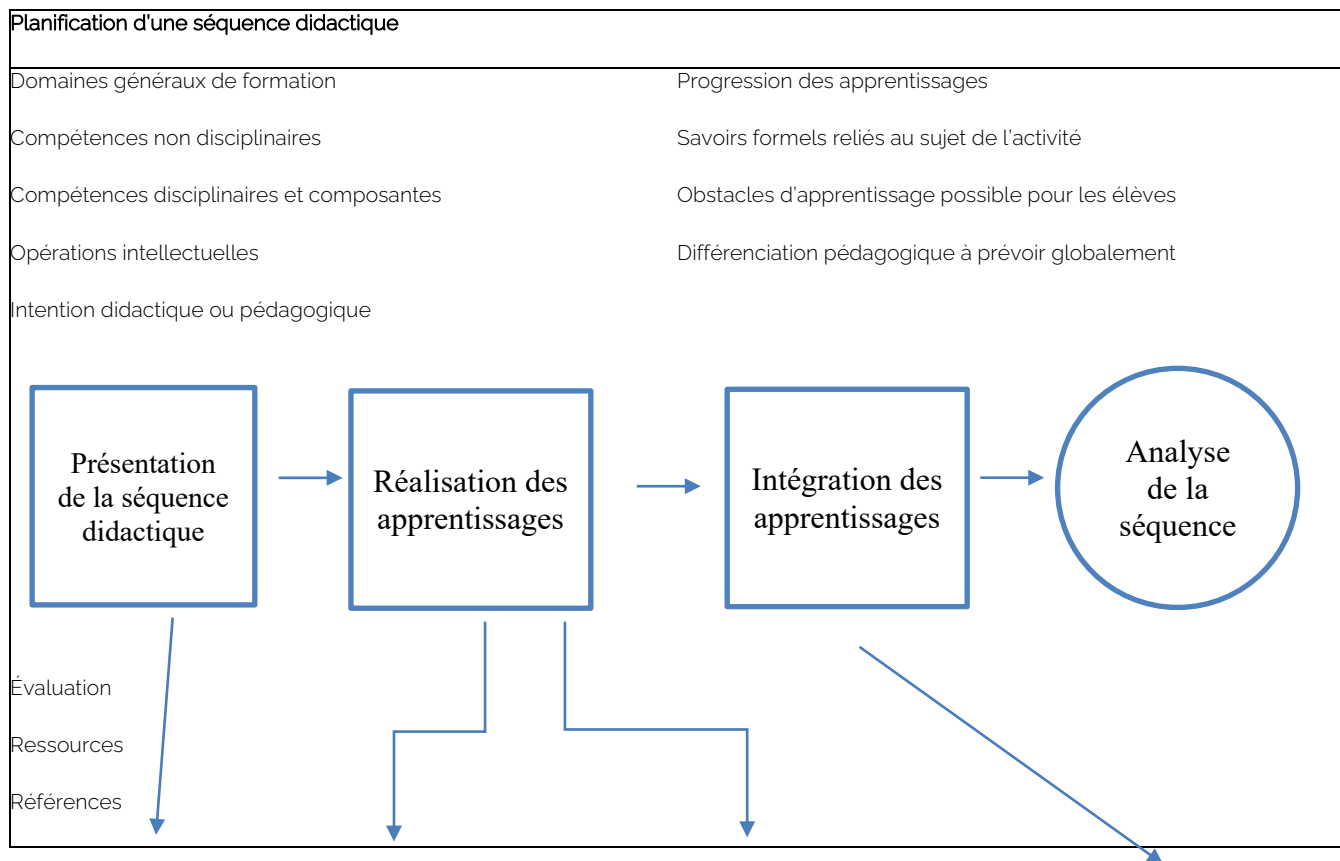 Planification d'une séquence didactique
Domaines généraux de formation
Progression des apprentissages
Compétences non disciplinaires
Savoirs formels reliés au sujet de l'activité
Compétences disciplinaires et composantes
Obstacles d'apprentissage possible pour les élèves
Opérations intellectuelles
Différenciation pédagogique à prévoir globalement
Intention didactique ou pédagogique
Présentation
de la séquence
didactique
Réalisation des
apprentissages
Intégration des
apprentissages
Analyse
de la
séquence
Évaluation
Ressources
Références